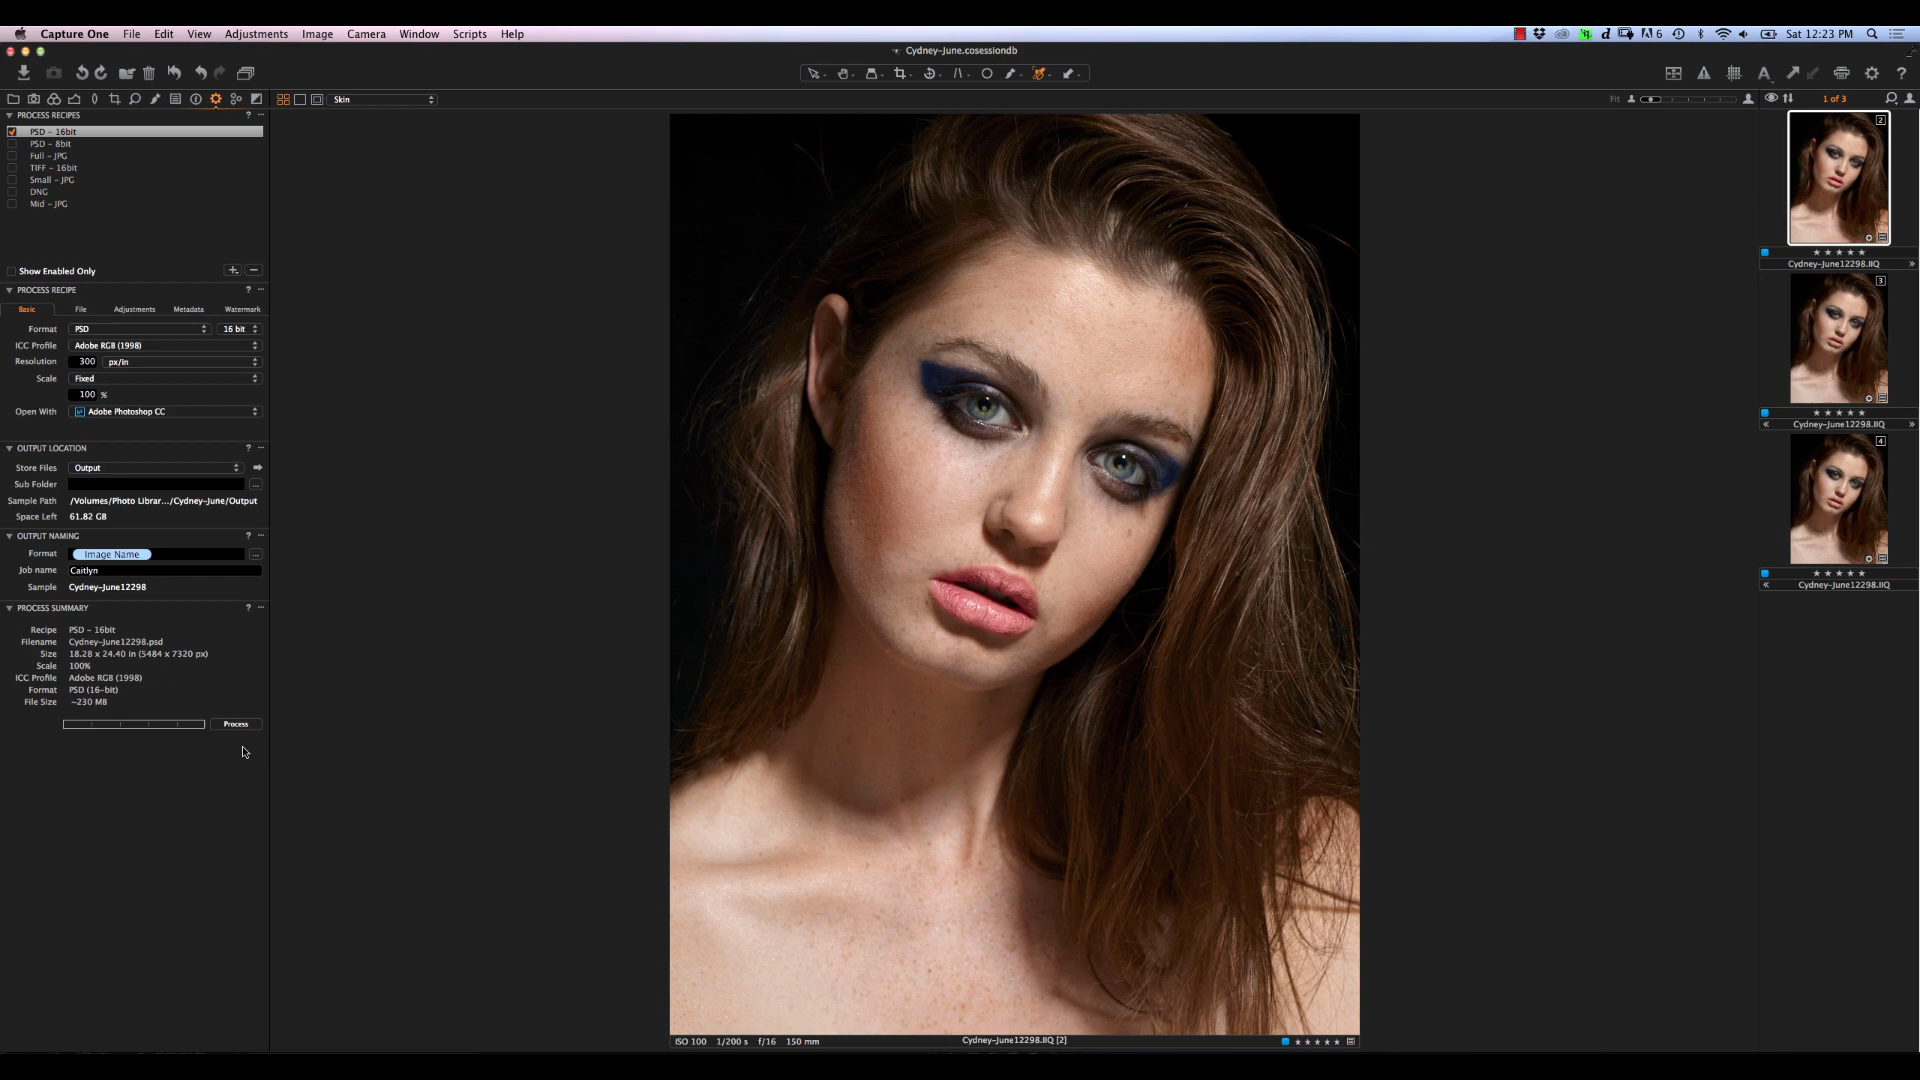 Capture One File Edit View Adjustments Image Camera Window Scripts Help
6 Sat 12:23 PM
Cydney-June.cosessiondb
Skin
Fit
1 of 3
PROCESS RECIPES ?
PSD - 16bit
PSD - 8bit
Full - JPG
TIFF - 16bit
Small - JPG
DNG
Mid - JPG
Show Enabled Only
PROCESS RECIPE ?
Basic File Adjustments Metadata Watermark
Format PSD 16 bit
ICC Profile Adobe RGB (1998)
Resolution 300 px/in
Scale Fixed
100 %
Open With Adobe Photoshop CC
OUTPUT LOCATION ?
Store Files Output
Sub Folder
Sample Path /Volumes/Photo Librar.../Cydney-June/Output
Space Left 61.82 GB
OUTPUT NAMING ?
Format Image Name
Job name Caitlyn
Sample Cydney-June12298
PROCESS SUMMARY ?
Recipe PSD - 16bit
Filename Cydney-June12298.psd
Size 18.28 x 24.40 in (5484 x 7320 px)
Scale 100%
ICC Profile Adobe RGB (1998)
Format PSD (16-bit)
File Size ~230 MB
Process
ISO 100 1/200 s f/16 150 mm
Cydney-June12298.IIQ [2]
2
Cydney-June12298.IIQ
3
Cydney-June12298.IIQ
4
Cydney-June12298.IIQ